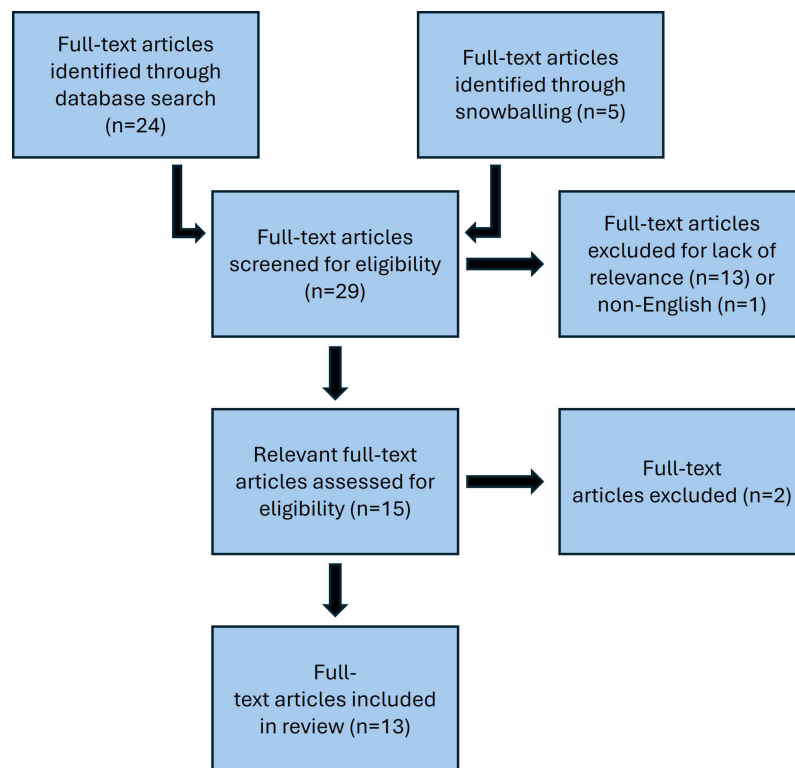 Full-text articles
identified through
database search
(n=24)
Full-text articles
identified through
snowballing (n=5)
Full-text articles
screened for eligibility
(n=29)
Full-text articles
excluded for lack of
relevance (n=13) or
non-English (n=1)
Relevant full-text
articles assessed for
eligibility (n=15)
Full-text
articles excluded (n=2)
Full-
text articles included
in review (n=13)